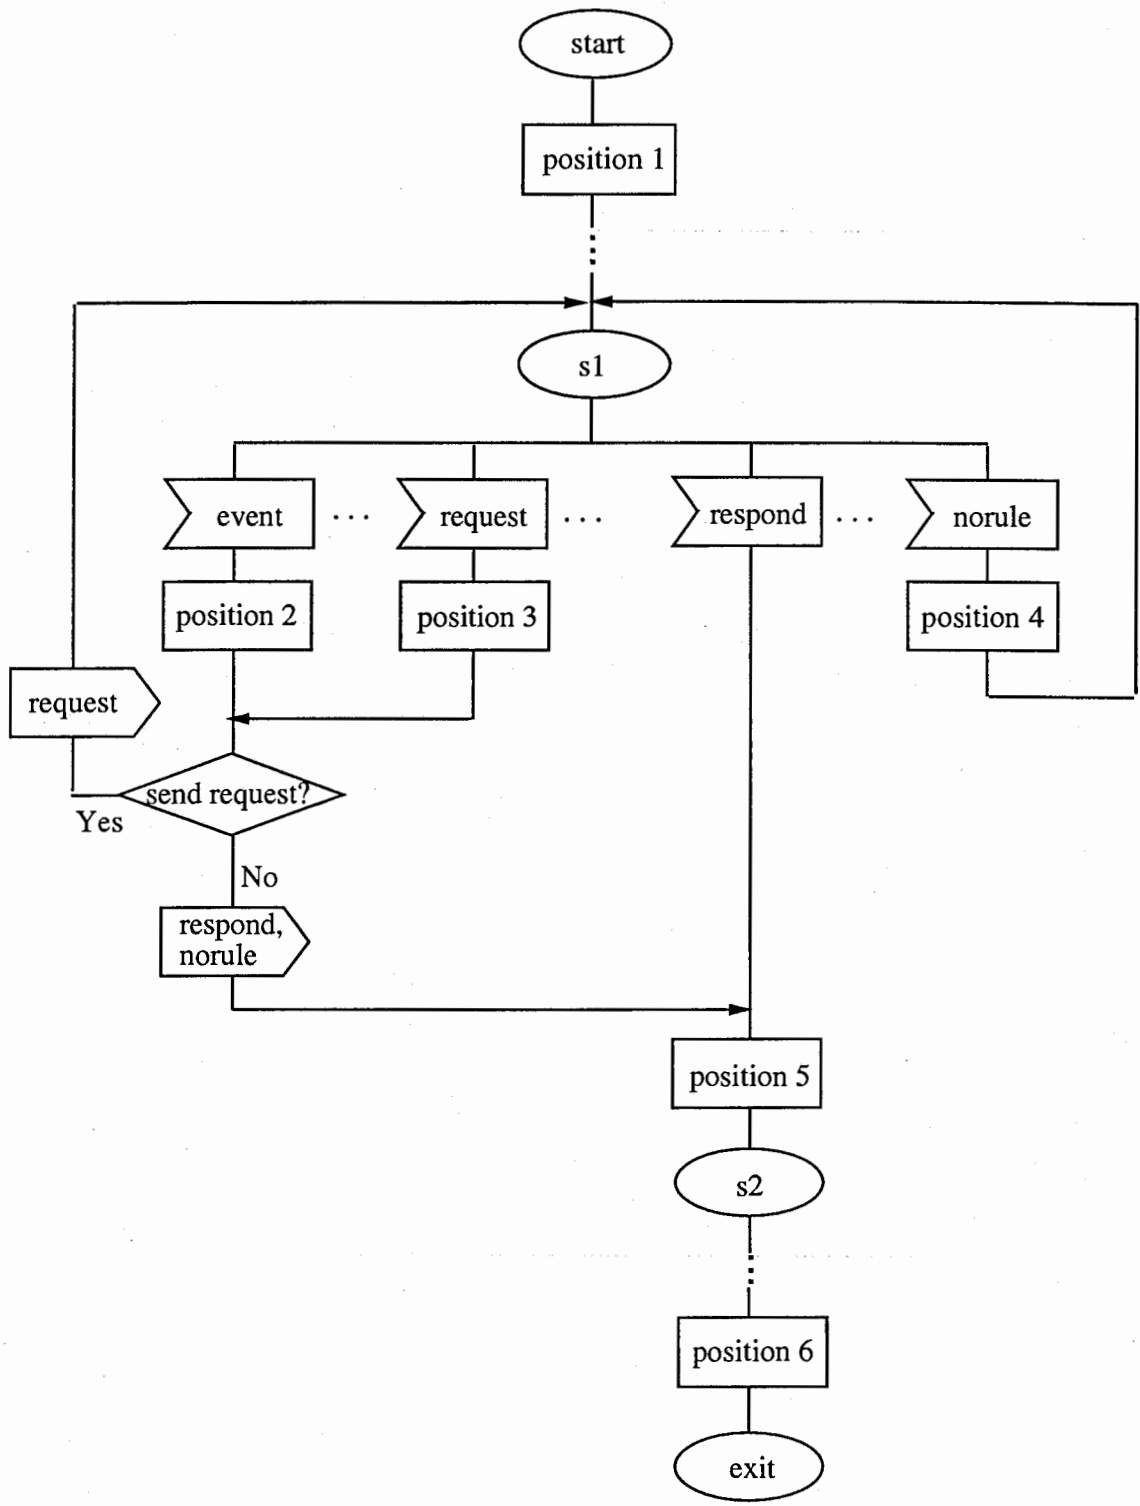 start
position 1
s1
event
...
request
...
respond
...
norule
position 2
position 3
position 4
request
send request?
Yes
No
respond,
norule
position 5
s2
position 6
exit